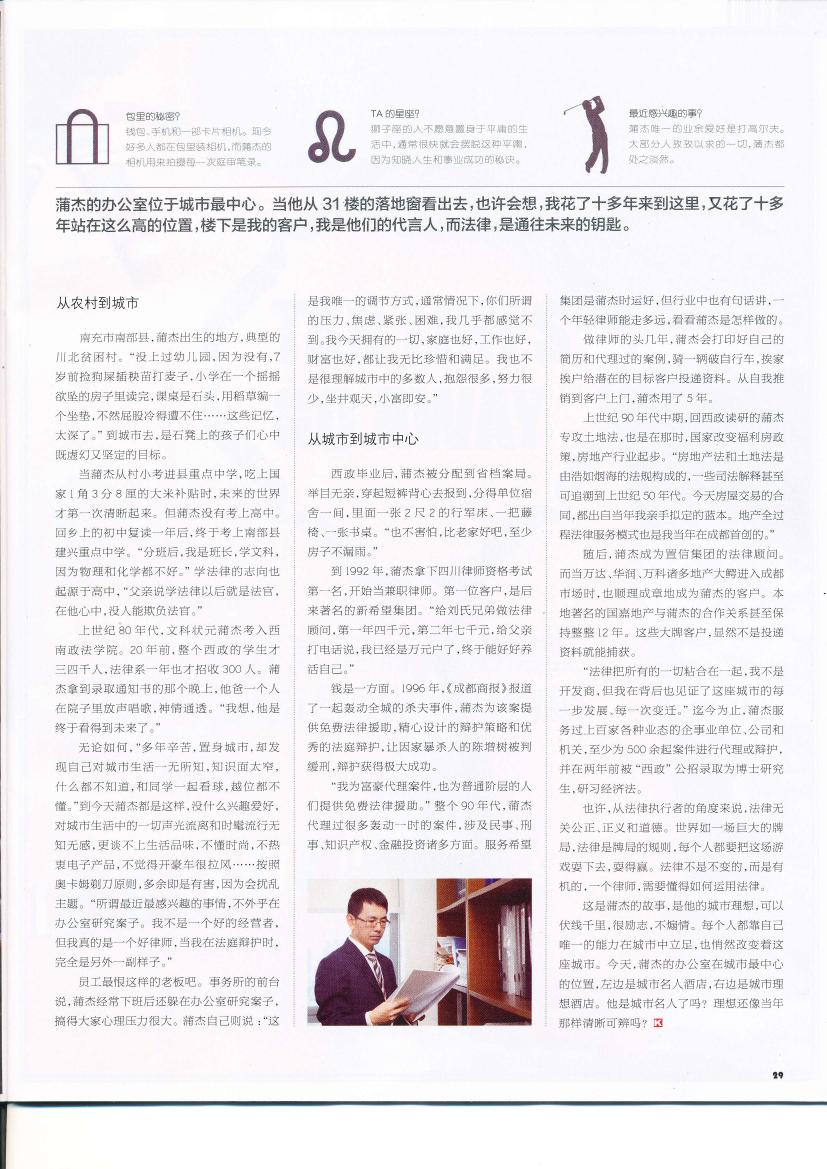 包里的秘密?
钱包、手机和一部卡片相机。现今
好多人都在包里装相机,而蒲杰的
相机用来拍摄每一次庭审笔录。
TA 的星座?
狮子座的人不愿意置身于平庸的生
活中,通常很快就会摆脱这种平庸,
因为知晓人生和事业成功的秘诀。
最近感兴趣的事?
蒲杰唯一的业余爱好是打高尔夫。
大部分人孜孜以求的一切,蒲杰都
处之淡然。
蒲杰的办公室位于城市最中心。当他从 31 楼的落地窗看出去,也许会想,我花了十多年来到这里,又花了十多
年站在这么高的位置,楼下是我的客户,我是他们的代言人,而法律,是通往未来的钥匙。
从农村到城市
南充市南部县,蒲杰出生的地方,典型的
川北贫困村。“没上过幼儿园,因为没有,7
岁前捡狗屎插秧苗打麦子,小学在一个摇摇
欲坠的房子里读完,课桌是石头,用稻草编一
个坐垫,不然屁股冷得遭不住……这些记忆,
太深了。”到城市去,是石凳上的孩子们心中
既虚幻又坚定的目标。
当蒲杰从村小考进县重点中学,吃上国
家 1 角 3 分 8 厘的大米补贴时,未来的世界
才第一次清晰起来。但蒲杰没有考上高中。
回乡上的初中复读一年后,终于考上南部县
建兴重点中学。“分班后,我是班长,学文科,
因为物理和化学都不好。”学法律的志向也
起源于高中,“父亲说学法律以后就是法官,
在他心中,没人能欺负法官。”
上世纪 80 年代,文科状元蒲杰考入西
南政法学院。20 年前,整个西政的学生才
三四千人,法律系一年也才招收 300 人。蒲
杰拿到录取通知书的那个晚上,他爸一个人
在院子里放声唱歌,神情通透。“我想,他是
终于看得到未来了。”
无论如何,“多年辛苦,置身城市,却发
现自己对城市生活一无所知,知识面太窄,
什么都不知道,和同学一起看球,越位都不
懂。”到今天蒲杰都是这样,没什么兴趣爱好,
对城市生活中的一切声光流离和时髦流行无
知无感,更谈不上生活品味,不懂时尚,不热
衷电子产品,不觉得开豪车很拉风……按照
奥卡姆剃刀原则,多余即是有害,因为会扰乱
主题。“所谓最近最感兴趣的事情,不外乎在
办公室研究案子。我不是一个好的经营者,
但我真的是一个好律师,当我在法庭辩护时,
完全是另外一副样子。”
员工最恨这样的老板吧。事务所的前台
说,蒲杰经常下班后还躲在办公室研究案子,
搞得大家心理压力很大。蒲杰自己则说:“这
是我唯一的调节方式,通常情况下,你们所谓
的压力、焦虑、紧张、困难,我几乎都感觉不
到。我今天拥有的一切,家庭也好,工作也好,
财富也好,都让我无比珍惜和满足。我也不
是很理解城市中的多数人,抱怨很多,努力很
少,坐井观天,小富即安。”
从城市到城市中心
西政毕业后,蒲杰被分配到省档案局。
举目无亲,穿起短裤背心去报到,分得单位宿
舍一间,里面一张 2 尺 2 的行军床、一把藤
椅、一张书桌。“也不害怕,比老家好吧,至少
房子不漏雨。”
到 1992 年,蒲杰拿下四川律师资格考试
第一名,开始当兼职律师。第一位客户,是后
来著名的新希望集团。“给刘氏兄弟做法律
顾问,第一年四千元,第二年七千元,给父亲
打电话说,我已经是万元户了,终于能好好养
活自己。”
钱是一方面。1996 年,《成都商报》报道
了一起轰动全城的杀夫事件,蒲杰为该案提
供免费法律援助,精心设计的辩护策略和优
秀的法庭辩护,让因家暴杀人的陈增树被判
缓刑,辩护获得极大成功。
“我为富豪代理案件,也为普通阶层的人
们提供免费法律援助。”整个 90 年代,蒲杰
代理过很多轰动一时的案件,涉及民事、刑
事、知识产权、金融投资诸多方面。服务希望
集团是蒲杰时运好,但行业中也有句话讲,一
个年轻律师能走多远,看看蒲杰是怎样做的。
做律师的头几年,蒲杰会打印好自己的
简历和代理过的案例,骑一辆破自行车,挨家
挨户给潜在的目标客户投递资料。从自我推
销到客户上门,蒲杰用了 5 年。
上世纪 90 年代中期,回西政读研的蒲杰
专攻土地法,也是在那时,国家改变福利房政
策,房地产行业起步。“房地产法和土地法是
由浩如烟海的法规构成的,一些司法解释甚至
可追溯到上世纪 50 年代。今天房屋交易的合
同,都出自当年我亲手拟定的蓝本。地产全过
程法律服务模式也是我当年在成都首创的。”
随后,蒲杰成为置信集团的法律顾问。
而当万达、华润、万科诸多地产大鳄进入成都
市场时,也顺理成章地成为蒲杰的客户。本
地著名的国嘉地产与蒲杰的合作关系甚至保
持整整 12 年。这些大牌客户,显然不是投递
资料就能捕获。
“法律把所有的一切粘合在一起,我不是
开发商,但我在背后也见证了这座城市的每
一步发展、每一次变迁。”迄今为止,蒲杰服
务过上百家各种业态的企事业单位、公司和
机关,至少为 500 余起案件进行代理或辩护,
并在两年前被“西政”公招录取为博士研究
生,研习经济法。
也许,从法律执行者的角度来说,法律无
关公正、正义和道德。世界如一场巨大的牌
局,法律是牌局的规则,每个人都要把这场游
戏耍下去,耍得赢。法律不是不变的,而是有
机的,一个律师,需要懂得如何运用法律。
这是蒲杰的故事,是他的城市理想,可以
伏线千里,很励志,不煽情。每个人都靠自己
唯一的能力在城市中立足,也悄然改变着这
座城市。今天,蒲杰的办公室在城市最中心
的位置,左边是城市名人酒店,右边是城市理
想酒店。他是城市名人了吗?理想还像当年
那样清晰可辨吗? K
29